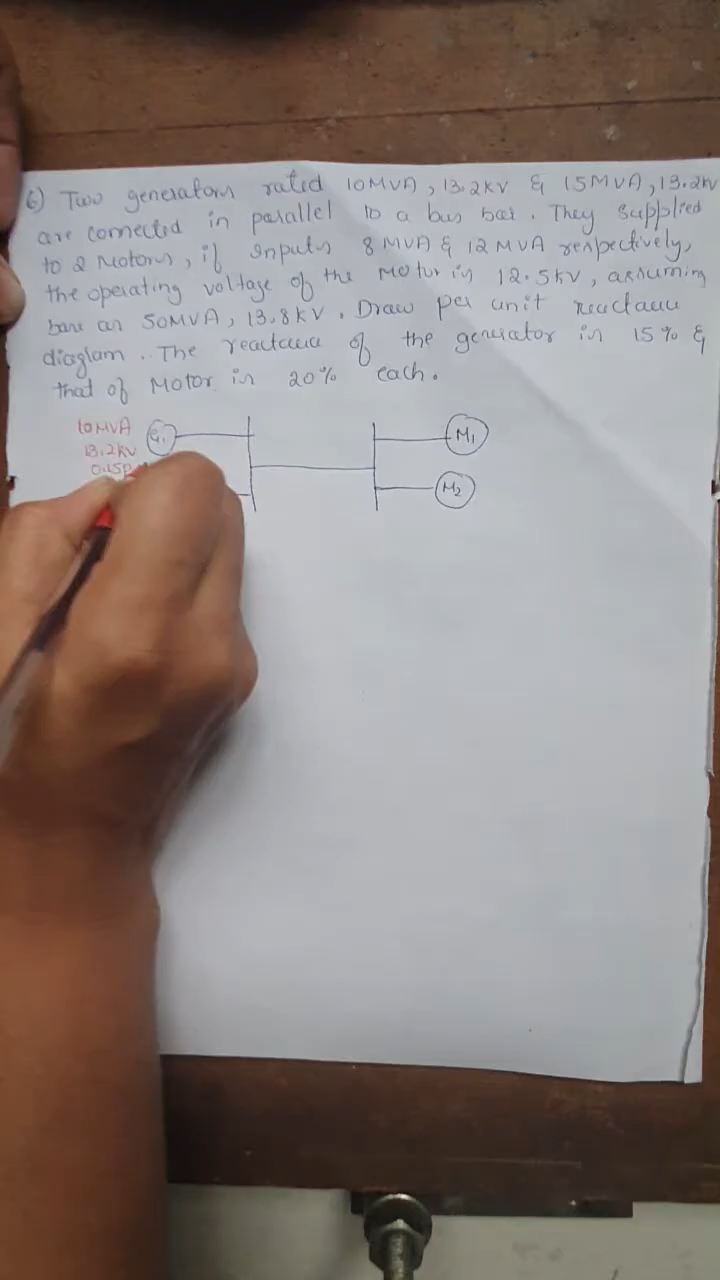 6) Two generators rated 10MVA, 13.2KV & 15MVA, 13.2KV
are connected in parallel to a bus bar. They supplied
to 2 Motors, if Inputs 8 MVA & 12 MVA respectively,
the operating voltage of the Motor is 12.5KV, assuming
base as 50MVA, 13.8KV. Draw per unit reactance
diagram. The reactance of the generator is 15% &
that of Motor is 20% each.
10MVA
13.2KV
0.15P
G1
M1
M2